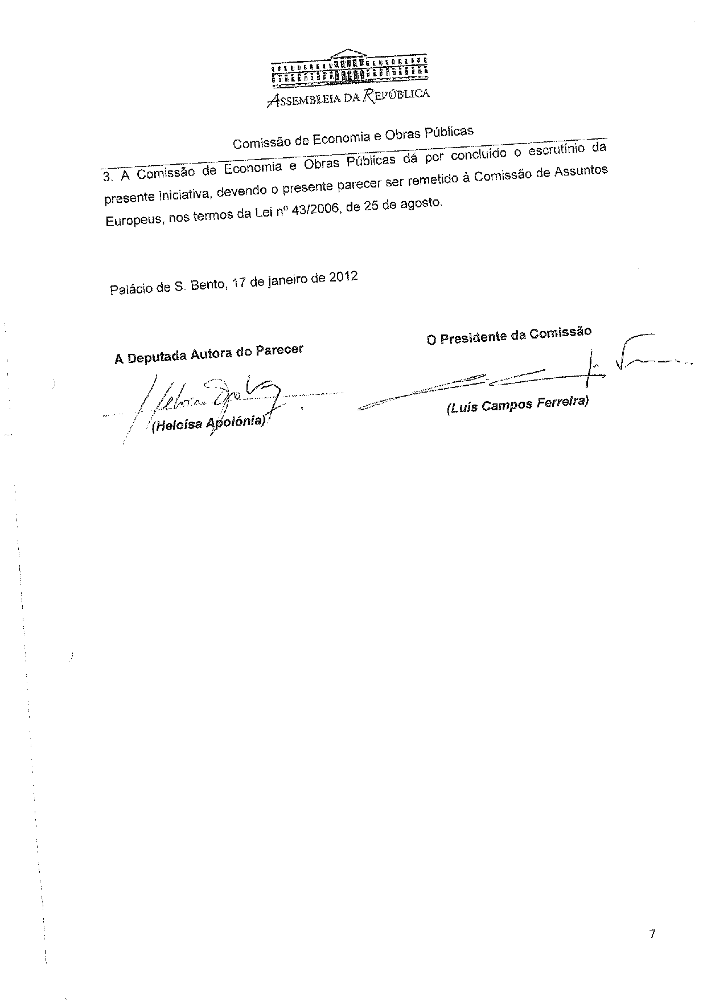 ASSEMBLEIA DA REPÚBLICA
Comissão de Economia e Obras Públicas
3. A Comissão de Economia e Obras Públicas dá por concluído o escrutínio da
presente iniciativa, devendo o presente parecer ser remetido à Comissão de Assuntos
Europeus, nos termos da Lei nº 43/2006, de 25 de agosto.
Palácio de S. Bento, 17 de janeiro de 2012
A Deputada Autora do Parecer
O Presidente da Comissão
Heloísa Apolónia
(Heloísa Apolónia)
(Luís Campos Ferreira)
7